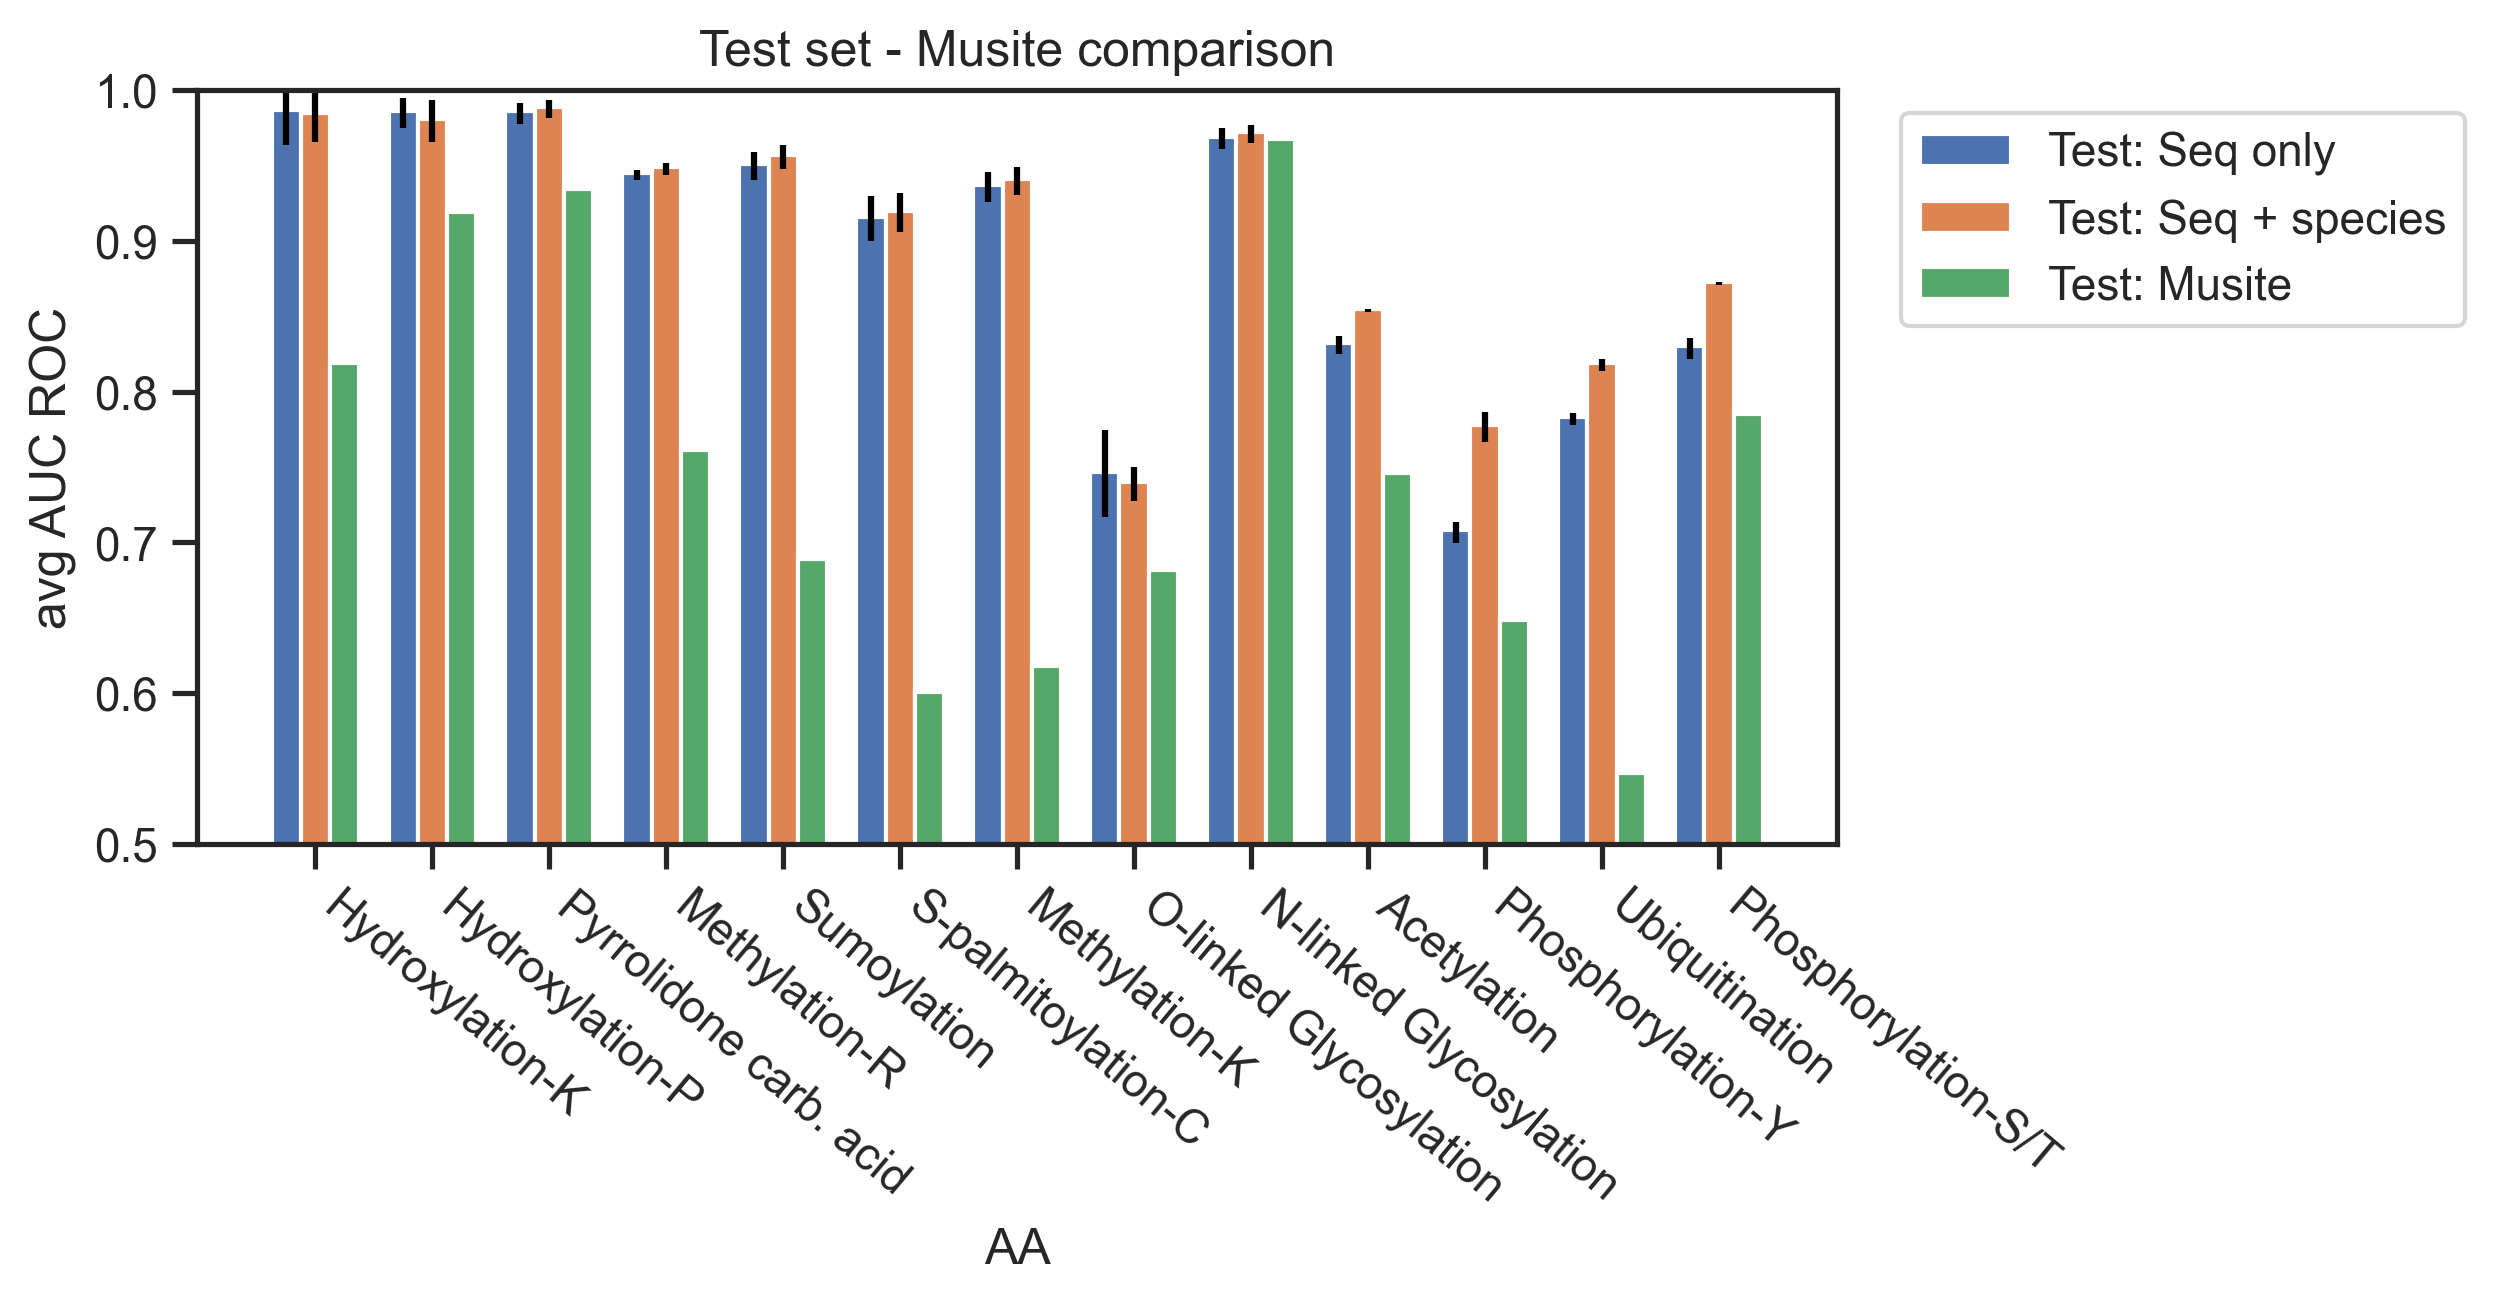 Test set - Musite comparison
1.0
0.9
0.8
0.7
0.6
0.5
avg AUC ROC
Test: Seq only
Test: Seq + species
Test: Musite
Hydroxylation-K
Hydroxylation-P
Pyrrolidone carb. acid
Methylation-R
Sumoylation
S-palmitoylation-C
Methylation-K
O-linked Glycosylation
N-linked Glycosylation
Acetylation
Phosphorylation-Y
Ubiquitination
Phosphorylation-S/T
AA